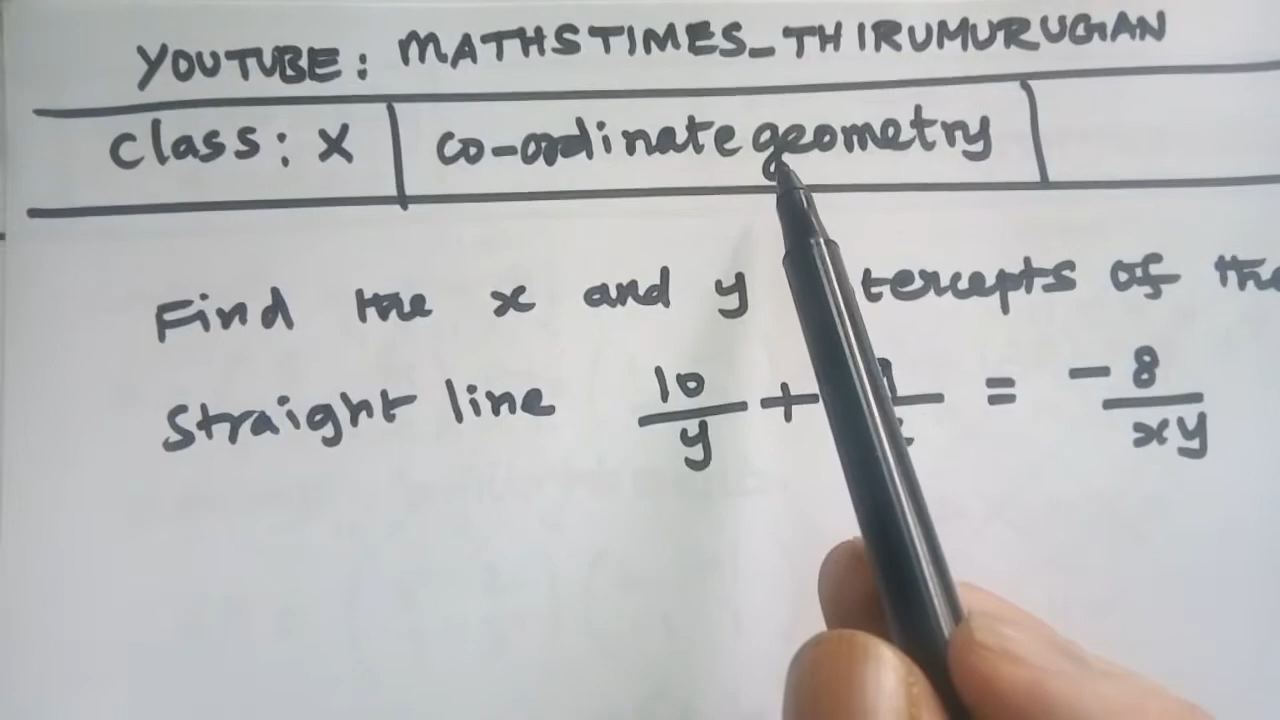 YOUTUBE: MATHSTIMES_THIRUMURUGAN
class: X co-ordinate geometry
Find the x and y tercepts of the
Straight line 10/y + = -8/xy